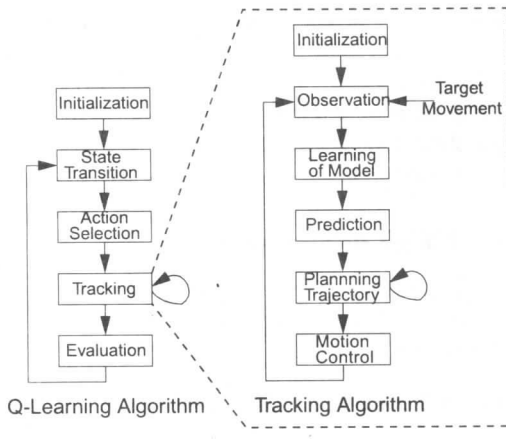 Initialization
State
Transition
Action
Selection
Tracking
Evaluation
Q-Learning Algorithm
Initialization
Observation
Target
Movement
Learning
of Model
Prediction
Plannning
Trajectory
Motion
Control
Tracking Algorithm